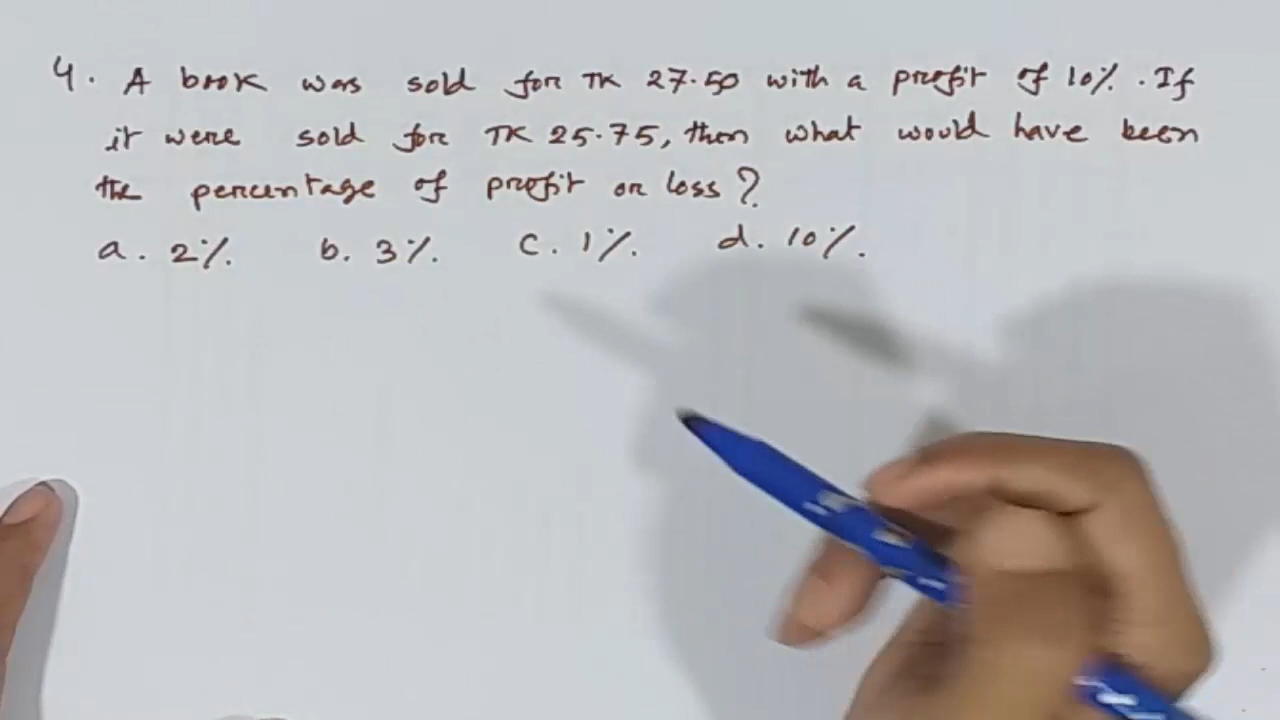 4. A book was sold for TK 27.50 with a profit of 10%. If
it were sold for TK 25.75, then what would have been
the percentage of profit or loss?
a. 2%. b. 3%. c. 1%. d. 10%.